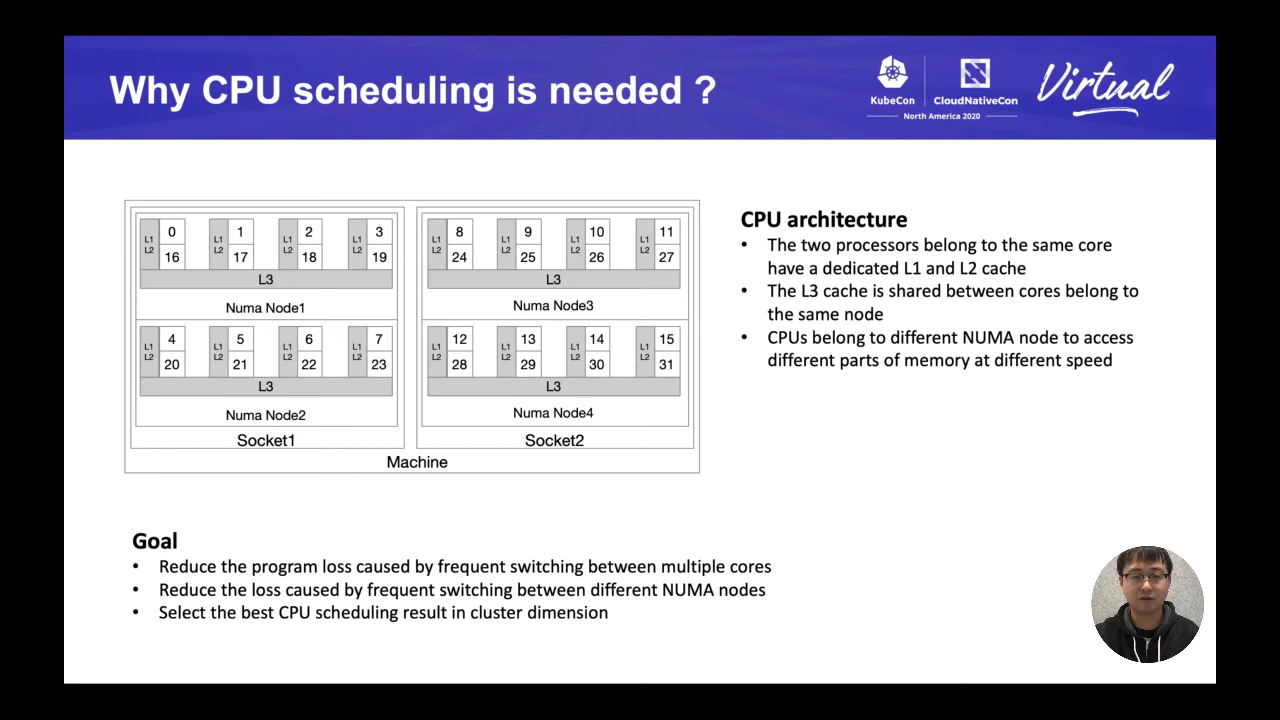 Why CPU scheduling is needed ?
KubeCon
CloudNativeCon
North America 2020
Virtual
L1 L2 0 16
L1 L2 1 17
L1 L2 2 18
L1 L2 3 19
L3
Numa Node1
L1 L2 4 20
L1 L2 5 21
L1 L2 6 22
L1 L2 7 23
L3
Numa Node2
Socket1
L1 L2 8 24
L1 L2 9 25
L1 L2 10 26
L1 L2 11 27
L3
Numa Node3
L1 L2 12 28
L1 L2 13 29
L1 L2 14 30
L1 L2 15 31
L3
Numa Node4
Socket2
Machine
CPU architecture
• The two processors belong to the same core
have a dedicated L1 and L2 cache
• The L3 cache is shared between cores belong to
the same node
• CPUs belong to different NUMA node to access
different parts of memory at different speed
Goal
• Reduce the program loss caused by frequent switching between multiple cores
• Reduce the loss caused by frequent switching between different NUMA nodes
• Select the best CPU scheduling result in cluster dimension